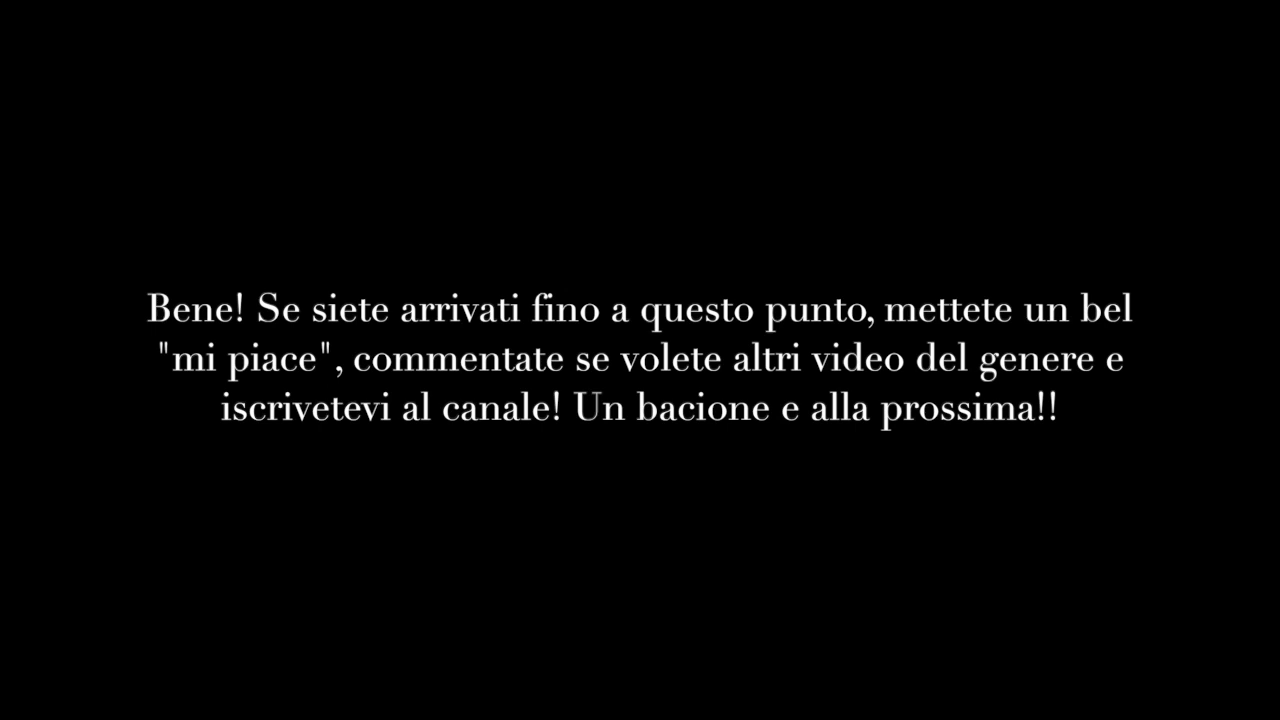 Bene! Se siete arrivati fino a questo punto, mettete un bel
"mi piace", commentate se volete altri video del genere e
iscrivetevi al canale! Un bacione e alla prossima!!